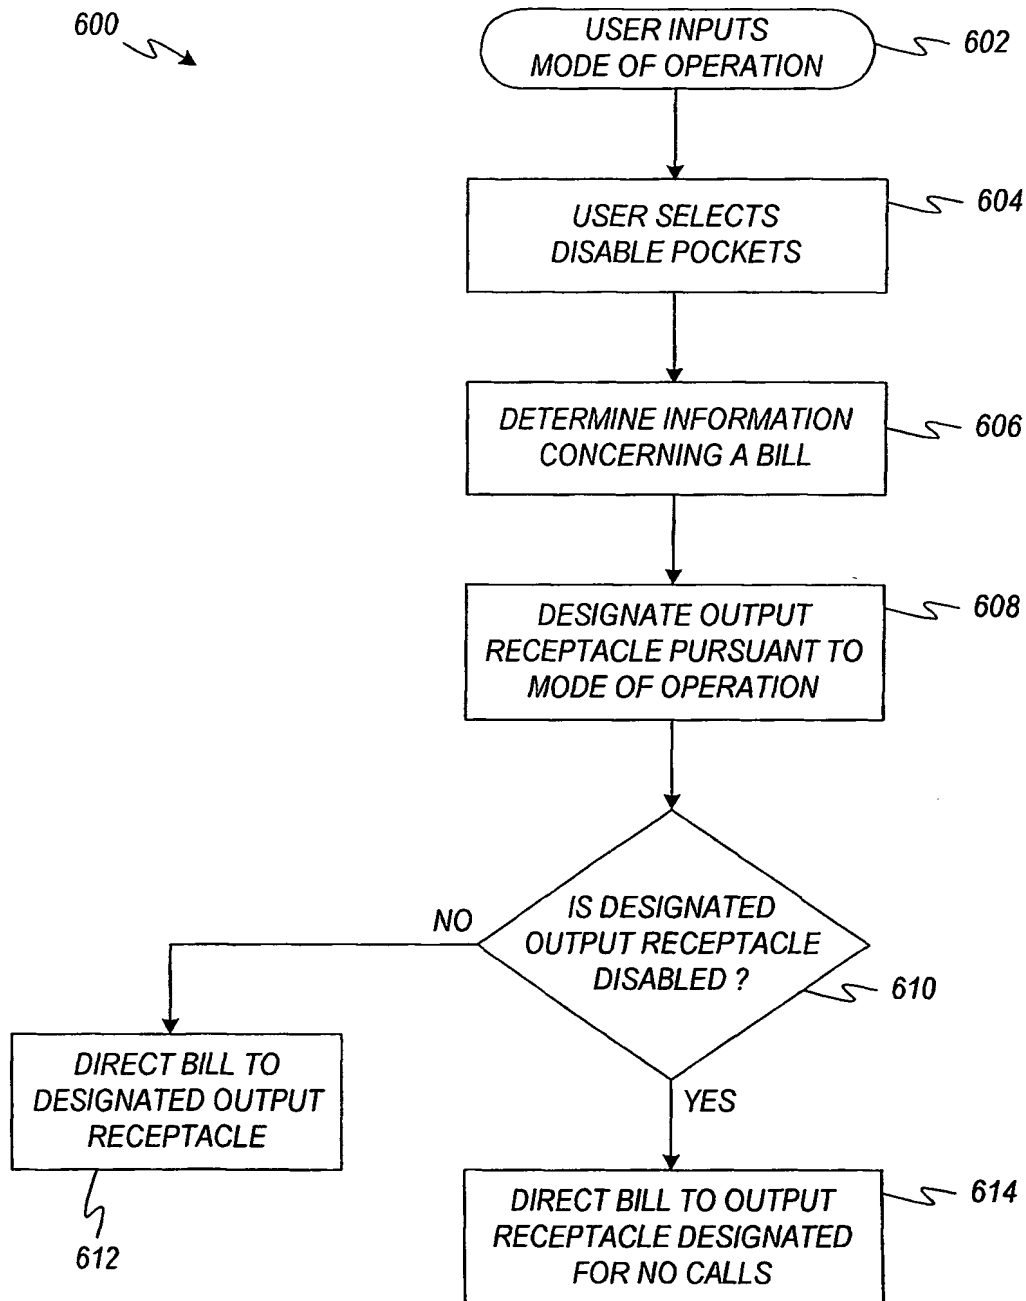 600
USER INPUTS
MODE OF OPERATION
602
USER SELECTS
DISABLE POCKETS
604
DETERMINE INFORMATION
CONCERNING A BILL
606
DESIGNATE OUTPUT
RECEPTACLE PURSUANT TO
MODE OF OPERATION
608
IS DESIGNATED
OUTPUT RECEPTACLE
DISABLED ?
610
NO
DIRECT BILL TO
DESIGNATED OUTPUT
RECEPTACLE
612
YES
DIRECT BILL TO OUTPUT
RECEPTACLE DESIGNATED
FOR NO CALLS
614